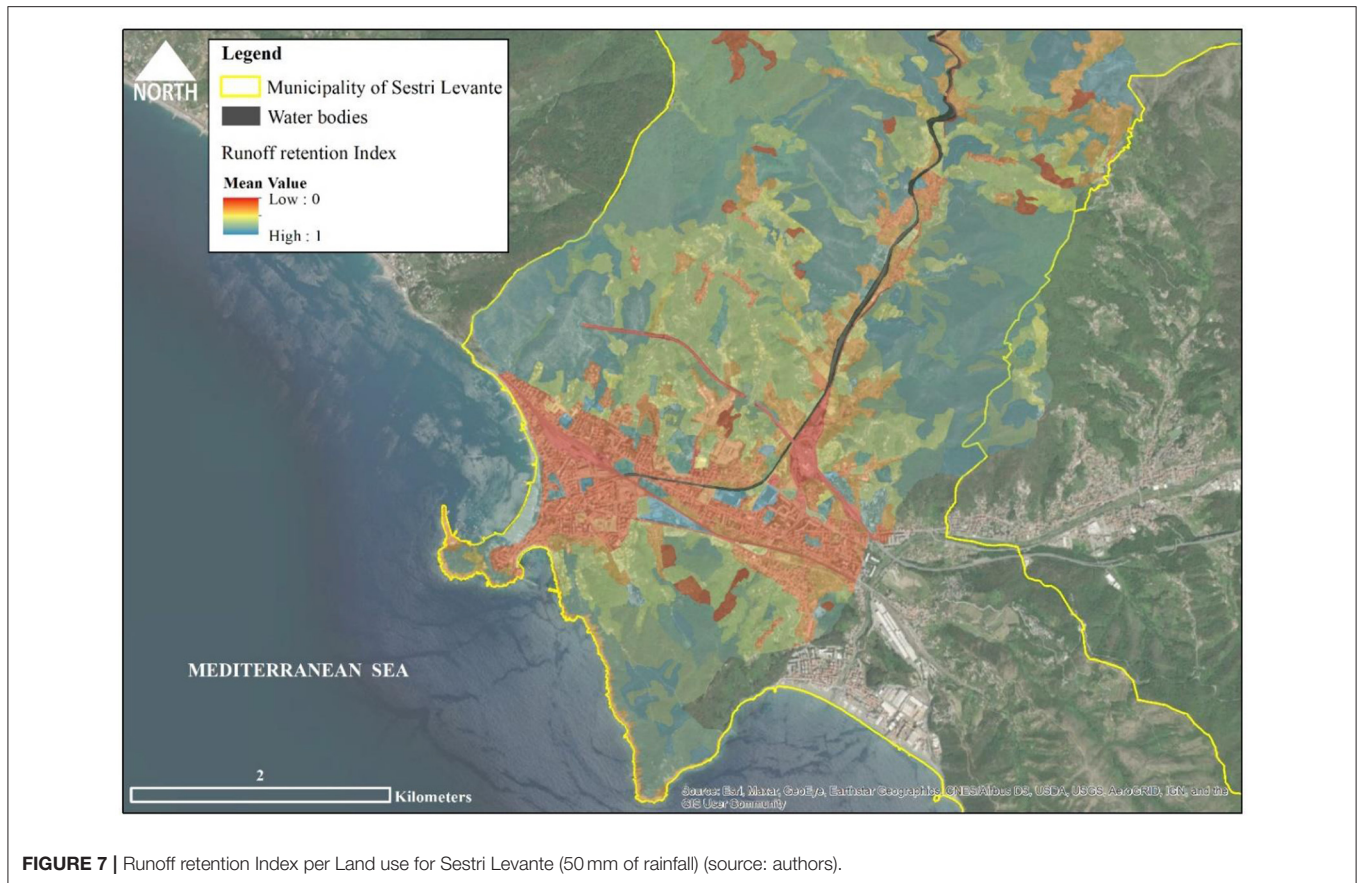 NORTH
Legend
Municipality of Sestri Levante
Water bodies
Runoff retention Index
Mean Value
Low : 0
High : 1
MEDITERRANEAN SEA
2
Kilometers
Source: Esri, Maxar, GeoEye, Earthstar Geographics, CNES/Airbus DS, USDA, USGS, AeroGRID, IGN, and the
GIS User Community
FIGURE 7 | Runoff retention Index per Land use for Sestri Levante (50 mm of rainfall) (source: authors).